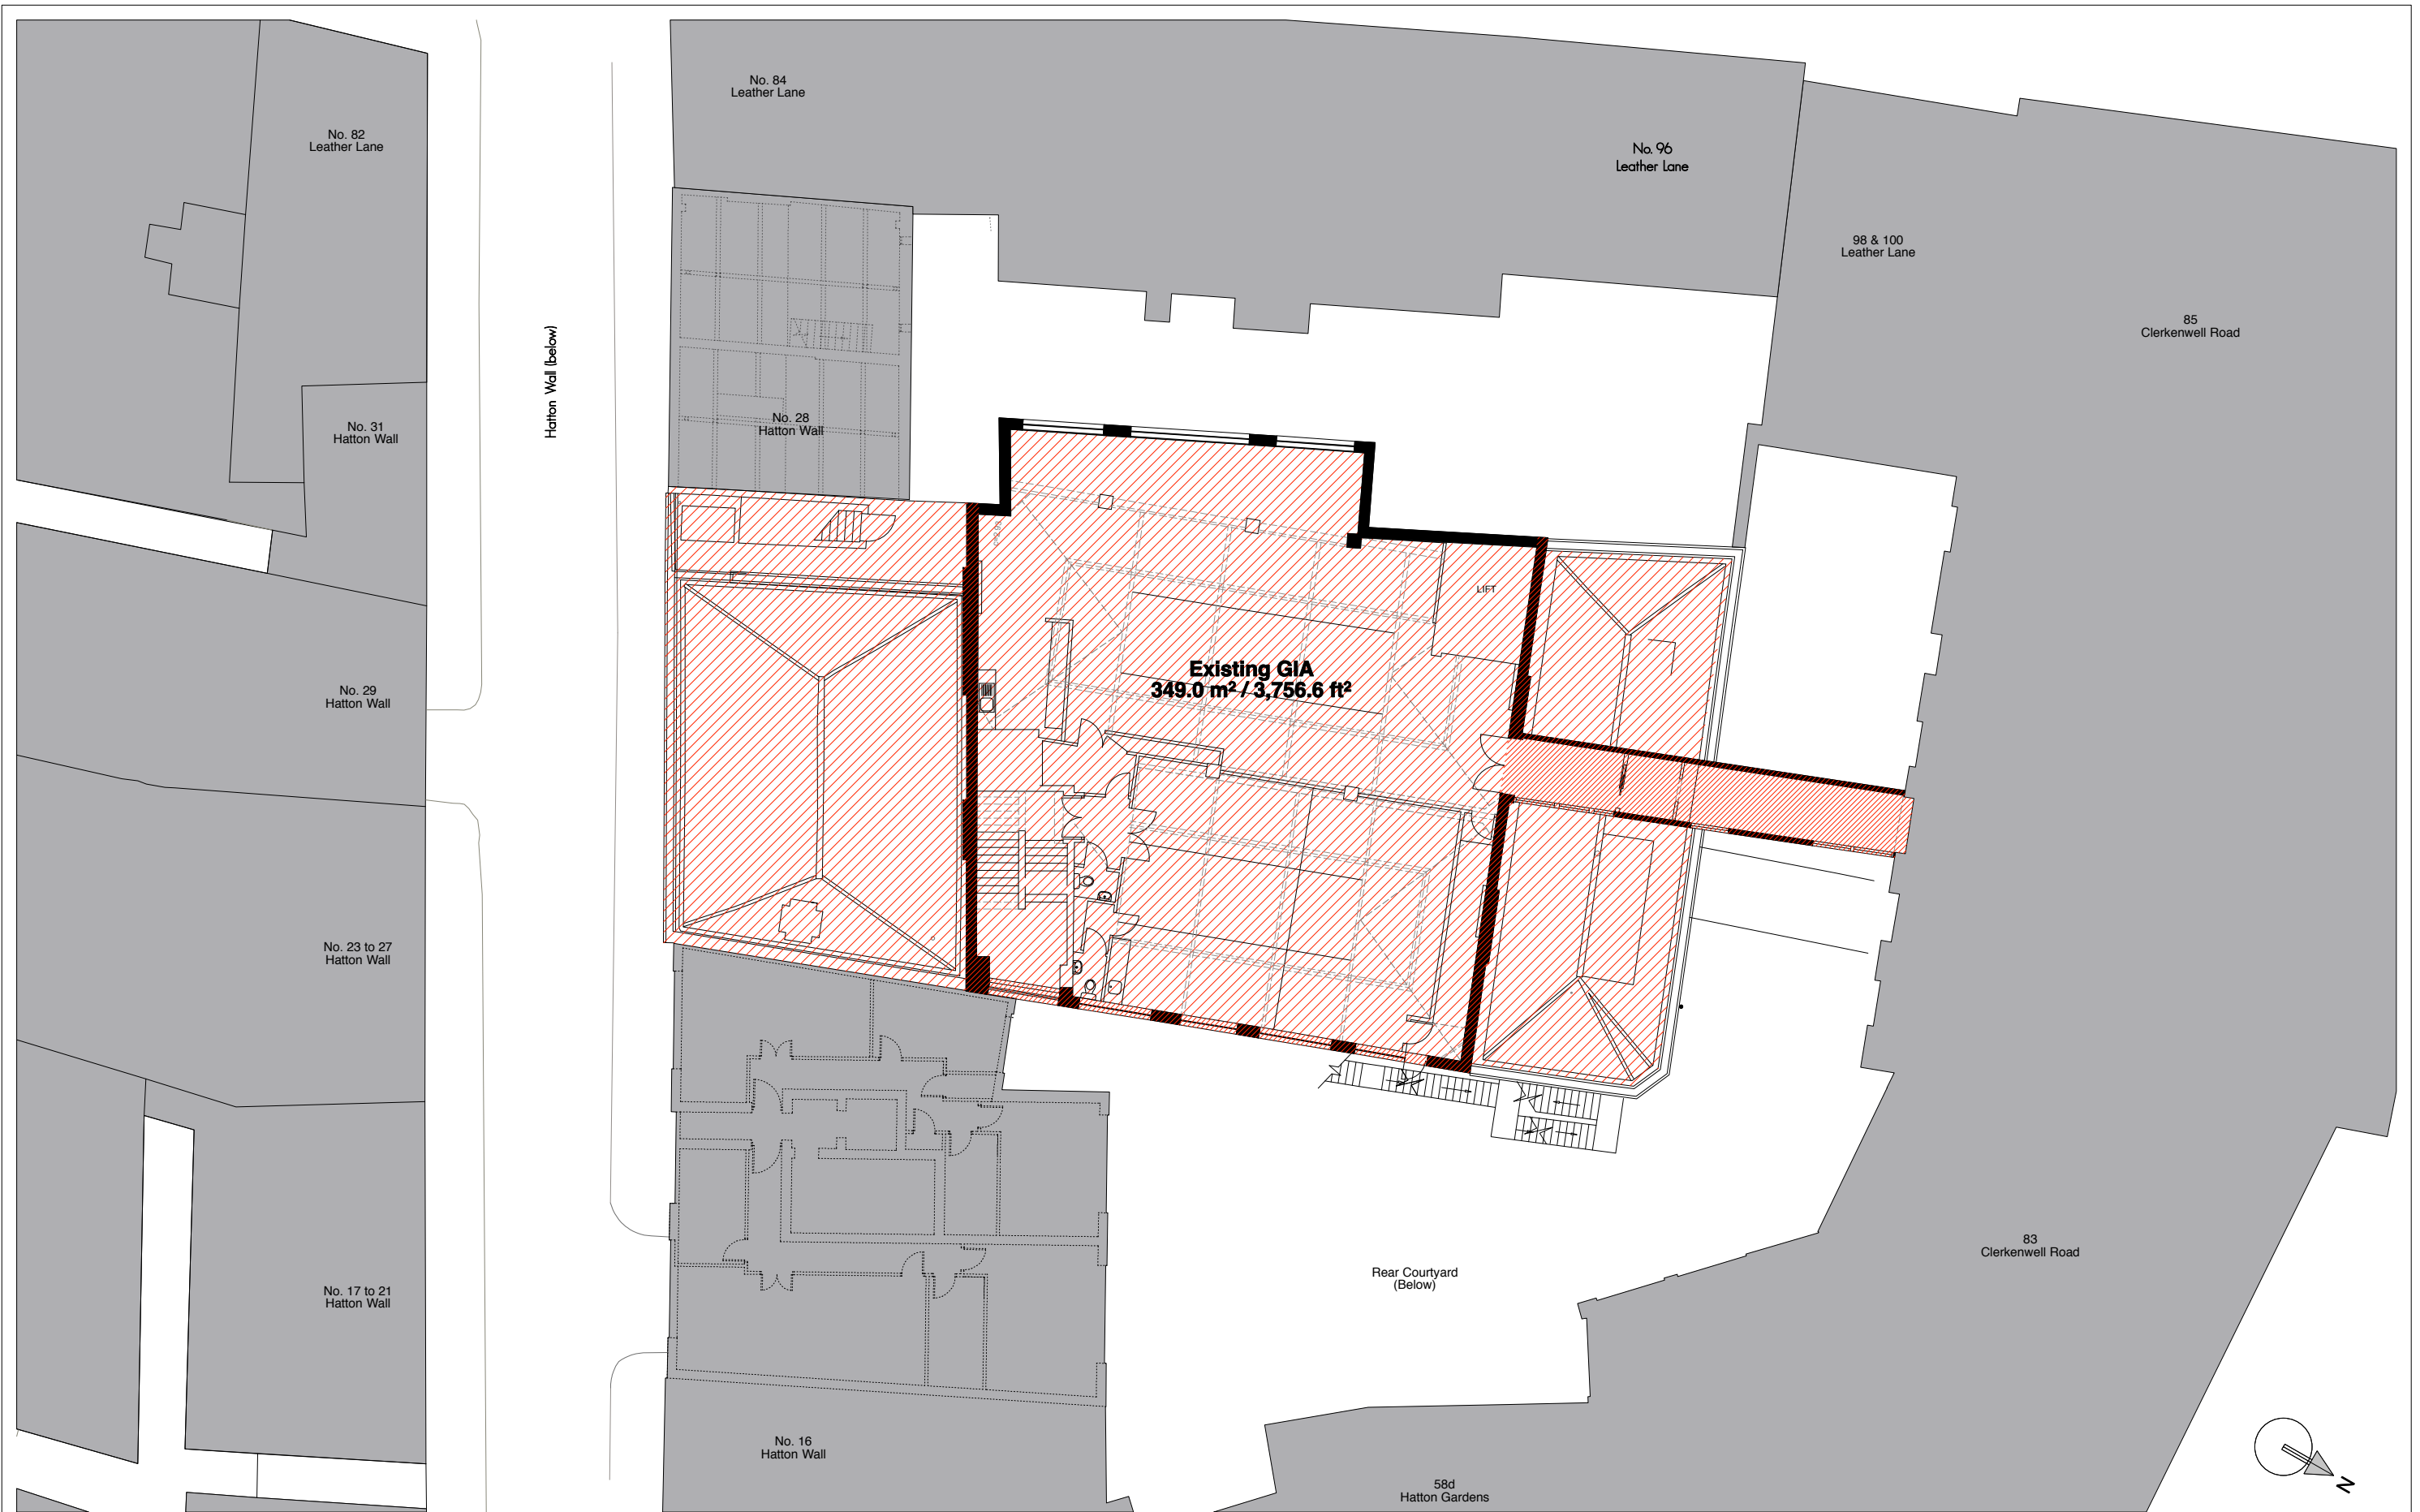 No. 84
Leather Lane
No. 82
Leather Lane
No. 96
Leather Lane
98 & 100
Leather Lane
85
Clerkenwell Road
Hatton Wall (below)
No. 31
Hatton Wall
No. 28
Hatton Wall
LIFT
Existing GIA
349.0 m² / 3,756.6 ft²
No. 29
Hatton Wall
No. 23 to 27
Hatton Wall
No. 17 to 21
Hatton Wall
Rear Courtyard
(Below)
83
Clerkenwell Road
No. 16
Hatton Wall
58d
Hatton Gardens
N